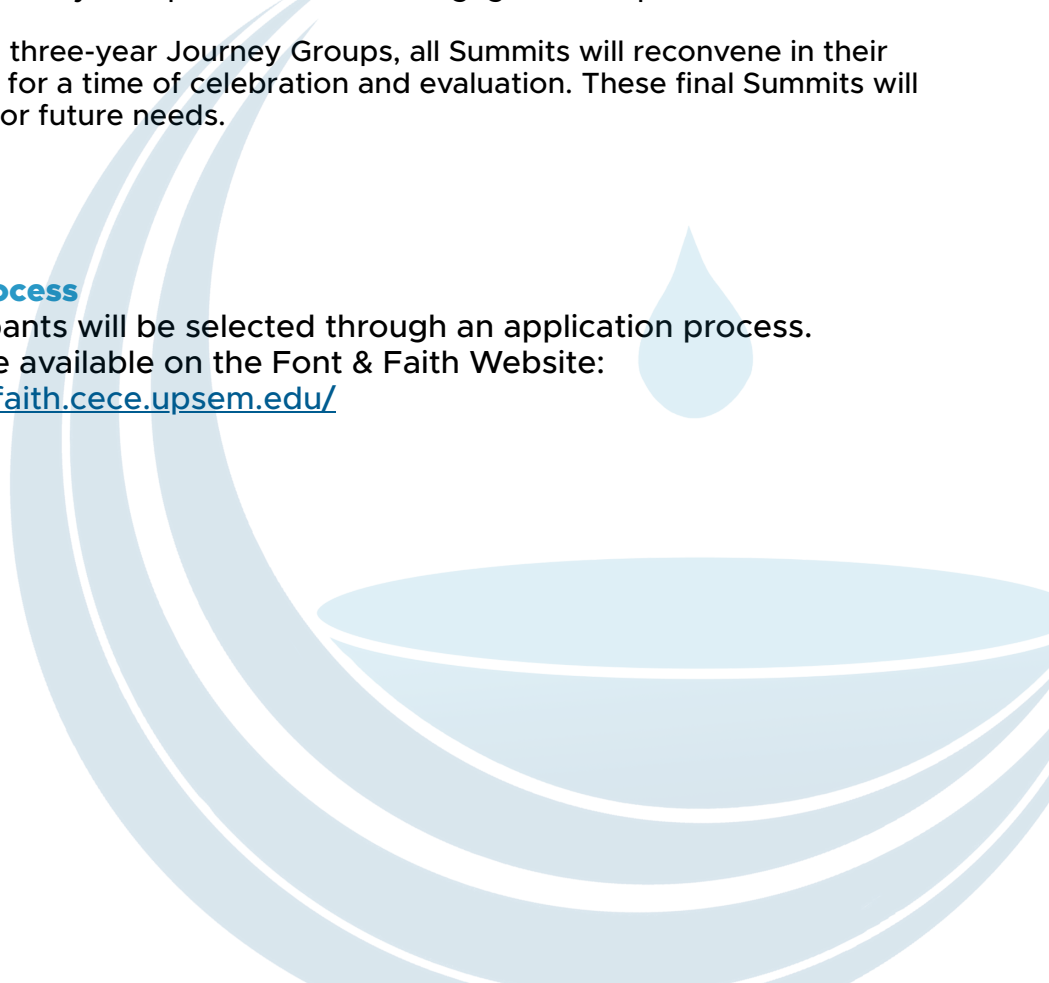 three-year Journey Groups, all Summits will reconvene in their
for a time of celebration and evaluation. These final Summits will
or future needs.
ocess
ants will be selected through an application process.
e available on the Font & Faith Website:
faith.cece.upsem.edu/